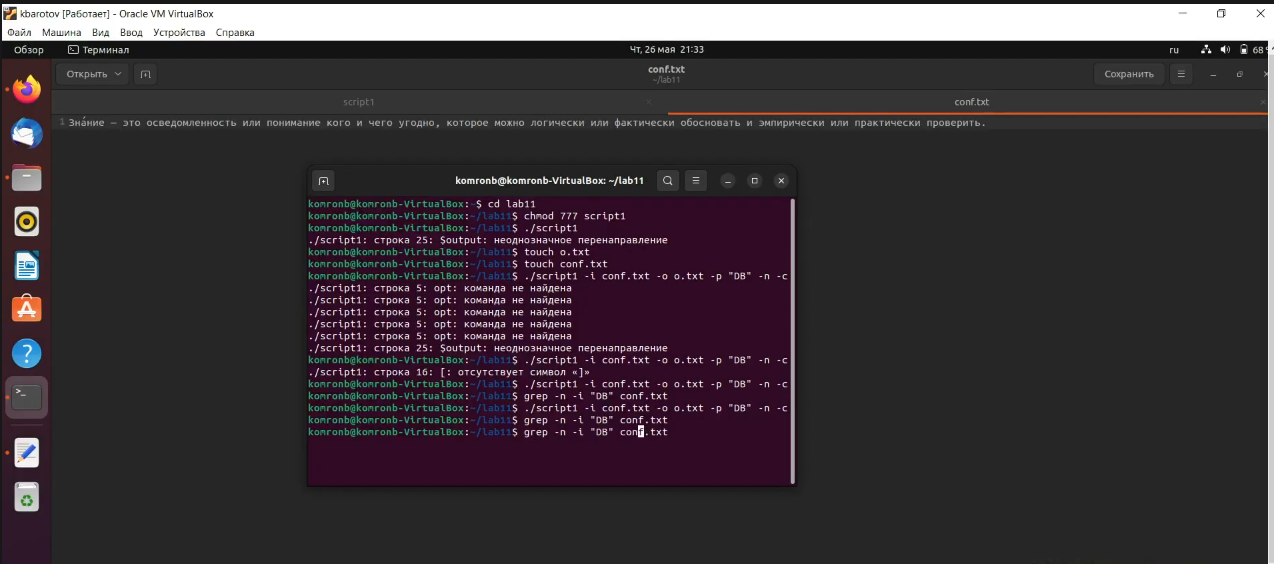 kbarotov [Работает] - Oracle VM VirtualBox
Файл Машина Вид Ввод Устройства Справка
Обзор Терминал Чт, 26 мая 21:33 ru 68
Открыть conf.txt Сохранить
~/lab11
script1 conf.txt
1 Зна́ние — это осведомленность или понимание кого и чего угодно, которое можно логически или фактически обосновать и эмпирически или практически проверить.
komronb@komronb-VirtualBox: ~/lab11
komronb@komronb-VirtualBox:~$ cd lab11
komronb@komronb-VirtualBox:~/lab11$ chmod 777 script1
komronb@komronb-VirtualBox:~/lab11$ ./script1
./script1: строка 25: $output: неоднозначное перенаправление
komronb@komronb-VirtualBox:~/lab11$ touch o.txt
komronb@komronb-VirtualBox:~/lab11$ touch conf.txt
komronb@komronb-VirtualBox:~/lab11$ ./script1 -i conf.txt -o o.txt -p "DB" -n -c
./script1: строка 5: opt: команда не найдена
./script1: строка 5: opt: команда не найдена
./script1: строка 5: opt: команда не найдена
./script1: строка 5: opt: команда не найдена
./script1: строка 5: opt: команда не найдена
./script1: строка 25: $output: неоднозначное перенаправление
komronb@komronb-VirtualBox:~/lab11$ ./script1 -i conf.txt -o o.txt -p "DB" -n -c
./script1: строка 16: [: отсутствует символ «]»
komronb@komronb-VirtualBox:~/lab11$ ./script1 -i conf.txt -o o.txt -p "DB" -n -c
komronb@komronb-VirtualBox:~/lab11$ grep -n -i "DB" conf.txt
komronb@komronb-VirtualBox:~/lab11$ ./script1 -i conf.txt -o o.txt -p "DB" -n -c
komronb@komronb-VirtualBox:~/lab11$ grep -n -i "DB" conf.txt
komronb@komronb-VirtualBox:~/lab11$ grep -n -i "DB" conf.txt